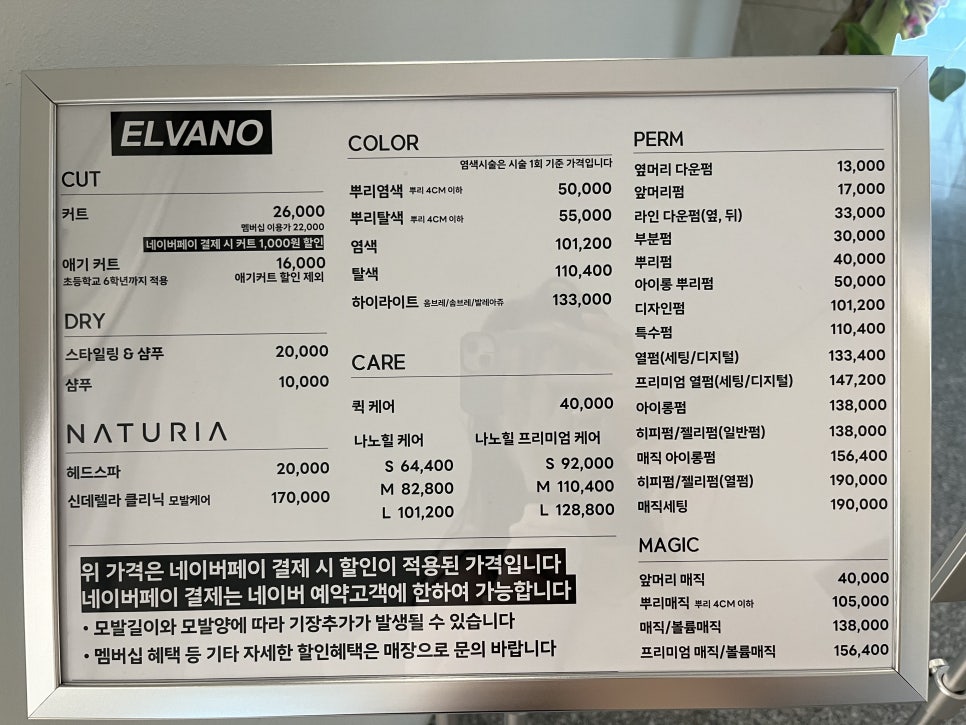 ELVANO
CUT
커트 26,000
멤버십 이용가 22,000
네이버페이 결제 시 커트 1,000원 할인
애기 커트 16,000
초등학교 6학년까지 적용 애기커트 할인 제외
DRY
스타일링 & 샴푸 20,000
샴푸 10,000
NATURIA
헤드스파 20,000
신데렐라 클리닉 모발케어 170,000
COLOR
염색시술은 시술 1회 기준 가격입니다
뿌리염색 뿌리 4CM 이하 50,000
뿌리탈색 뿌리 4CM 이하 55,000
염색 101,200
탈색 110,400
하이라이트 옴브레/솜브레/발레아쥬 133,000
CARE
퀵 케어 40,000
나노힐 케어 나노힐 프리미엄 케어
S 64,400 S 92,000
M 82,800 M 110,400
L 101,200 L 128,800
PERM
옆머리 다운펌 13,000
앞머리펌 17,000
라인 다운펌(옆, 뒤) 33,000
부분펌 30,000
뿌리펌 40,000
아이롱 뿌리펌 50,000
디자인펌 101,200
특수펌 110,400
열펌(세팅/디지털) 133,400
프리미엄 열펌(세팅/디지털) 147,200
아이롱펌 138,000
히피펌/젤리펌(일반펌) 138,000
매직 아이롱펌 156,400
히피펌/젤리펌(열펌) 190,000
매직세팅 190,000
MAGIC
앞머리 매직 40,000
뿌리매직 뿌리 4CM 이하 105,000
매직/볼륨매직 138,000
프리미엄 매직/볼륨매직 156,400
위 가격은 네이버페이 결제 시 할인이 적용된 가격입니다
네이버페이 결제는 네이버 예약고객에 한하여 가능합니다
• 모발길이와 모발양에 따라 기장추가가 발생될 수 있습니다
• 멤버십 혜택 등 기타 자세한 할인혜택은 매장으로 문의 바랍니다